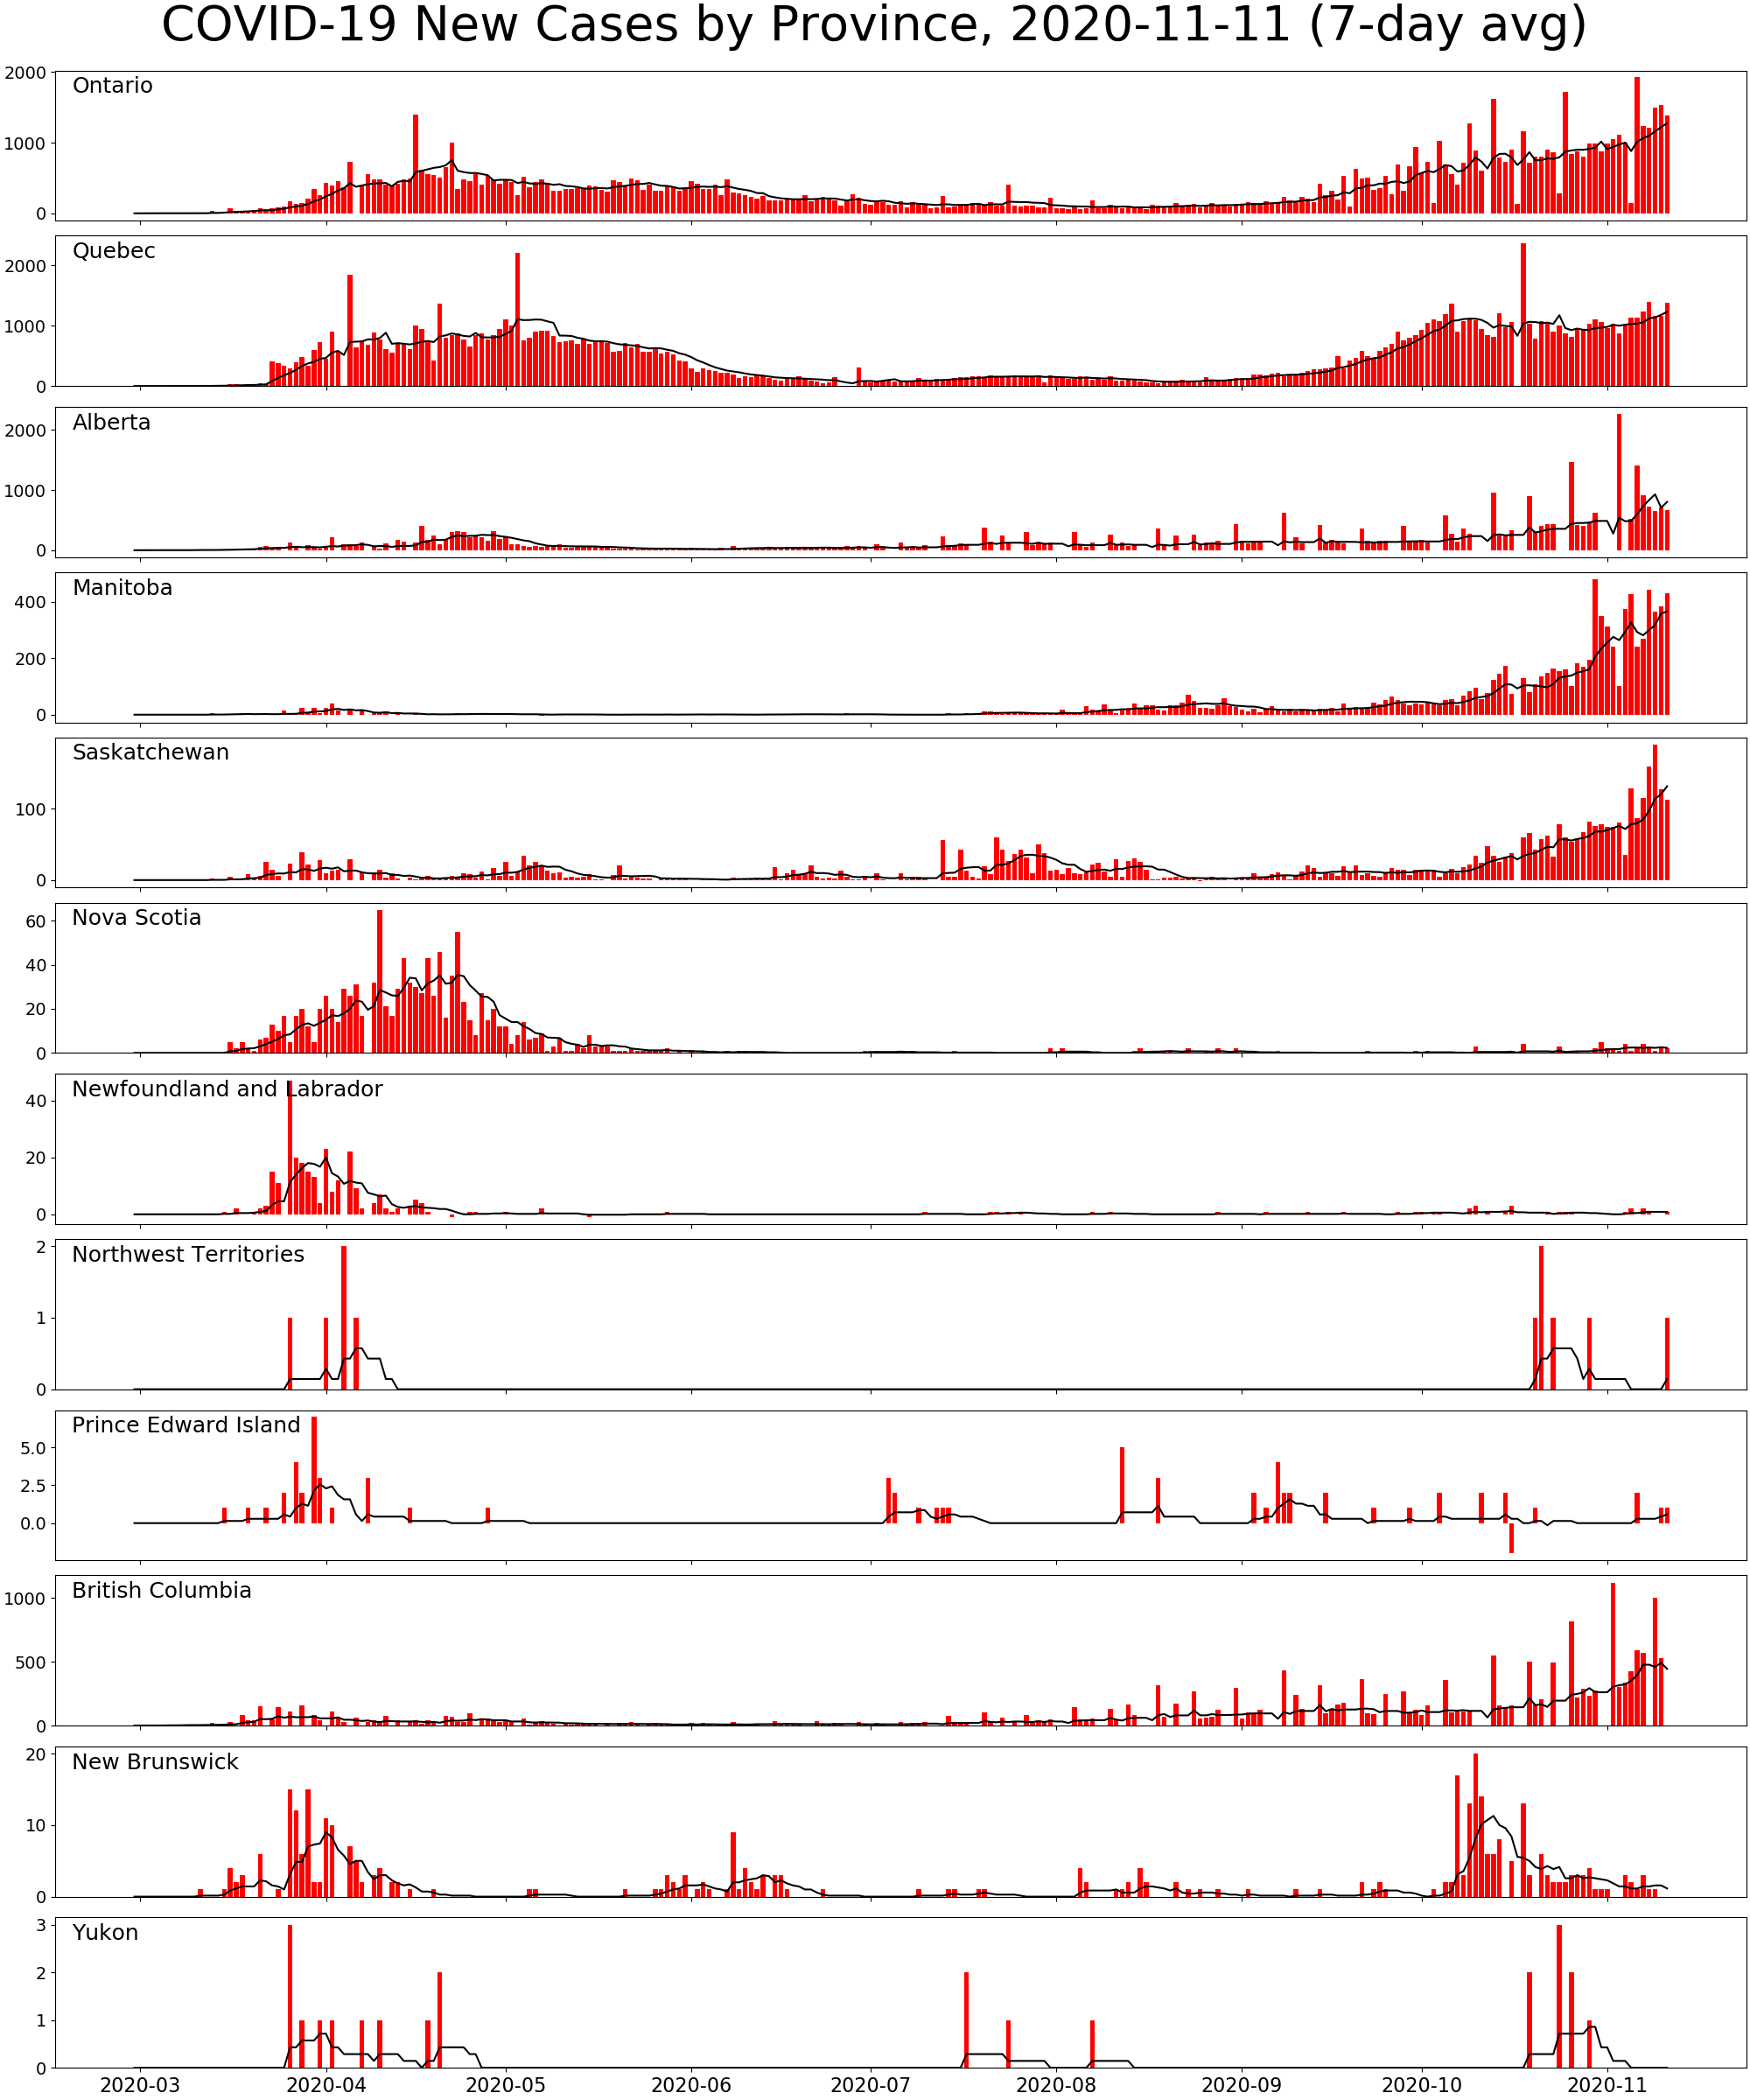 COVID-19 New Cases by Province, 2020-11-11 (7-day avg)
Ontario
2000
1000
0
Quebec
2000
1000
0
Alberta
2000
1000
0
Manitoba
400
200
0
Saskatchewan
100
0
Nova Scotia
60
40
20
0
Newfoundland and Labrador
40
20
0
Northwest Territories
2
1
0
Prince Edward Island
5.0
2.5
0.0
British Columbia
1000
500
0
New Brunswick
20
10
0
Yukon
3
2
1
0
2020-03 2020-04 2020-05 2020-06 2020-07 2020-08 2020-09 2020-10 2020-11